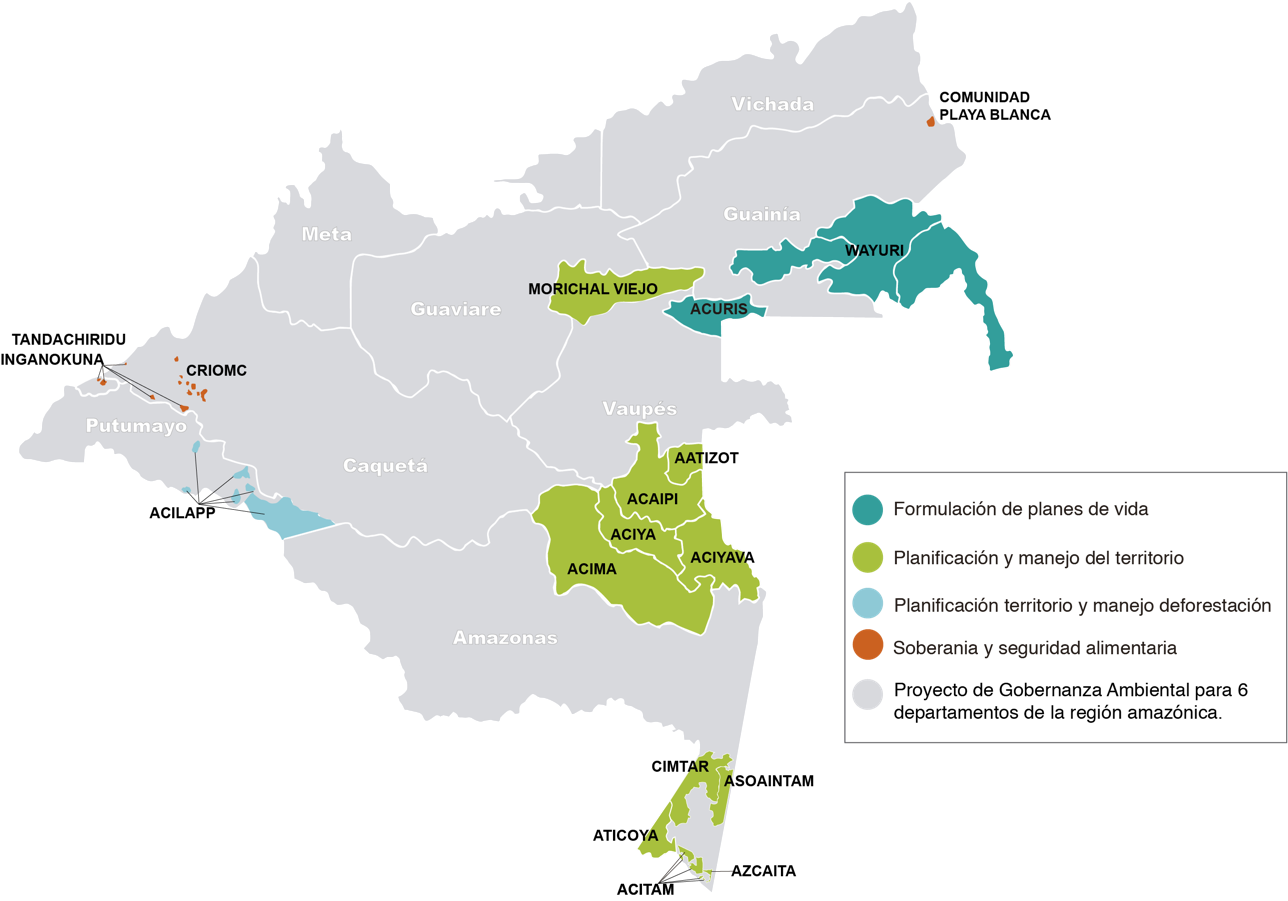 COMUNIDAD
PLAYA BLANCA
Vichada
Guainía
Meta
WAYURI
MORICHAL VIEJO
Guaviare
ACURIS
TANDACHIRIDU
INGANOKUNA
CRIOMC
Vaupés
Putumayo
AATIZOT
Caquetá
ACAIPI
ACILAPP
ACIYA
ACIYAVA
ACIMA
Amazonas
CIMTAR
ASOAINTAM
ATICOYA
AZCAITA
ACITAM
Formulación de planes de vida
Planificación y manejo del territorio
Planificación territorio y manejo deforestación
Soberania y seguridad alimentaria
Proyecto de Gobernanza Ambiental para 6
departamentos de la región amazónica.